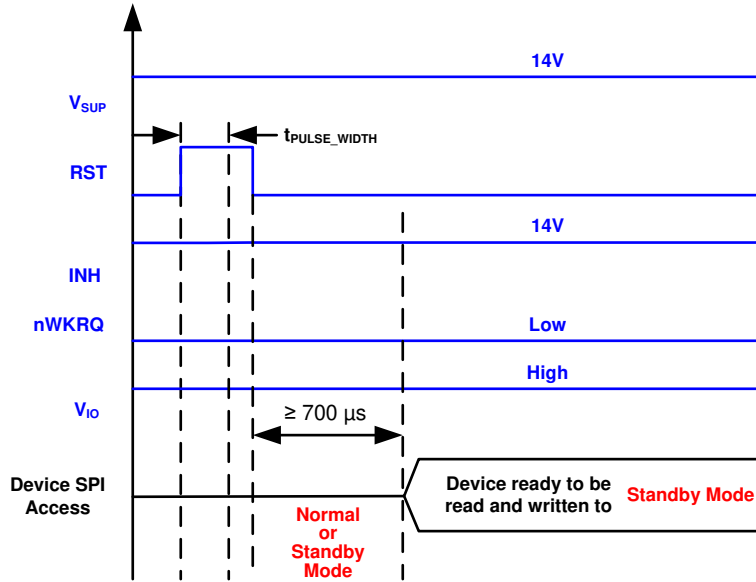 14V
VSUP
tPULSE_WIDTH
RST
14V
INH
nWKRQ
Low
High
VIO
≥ 700 µs
Device SPI
Access
Device ready to be
read and written to
Standby Mode
Normal
or
Standby
Mode